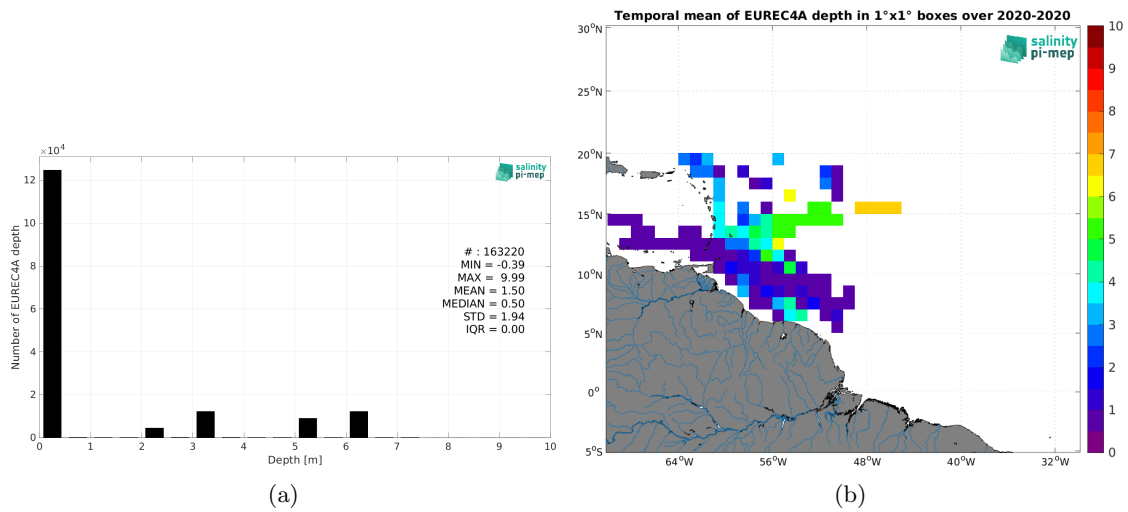 Temporal mean of EUREC4A depth in 1°x1° boxes over 2020-2020
salinity
pi-mep
×10⁴
12
10
8
6
4
2
0
Number of EUREC4A depth
salinity
pi-mep
# : 163220
MIN = -0.39
MAX = 9.99
MEAN = 1.50
MEDIAN = 0.50
STD = 1.94
IQR = 0.00
0 1 2 3 4 5 6 7 8 9 10
Depth [m]
(a)
30°N
25°N
20°N
15°N
10°N
5°N
0°
5°S
64°W 56°W 48°W 40°W 32°W
10
9
8
7
6
5
4
3
2
1
0
(b)